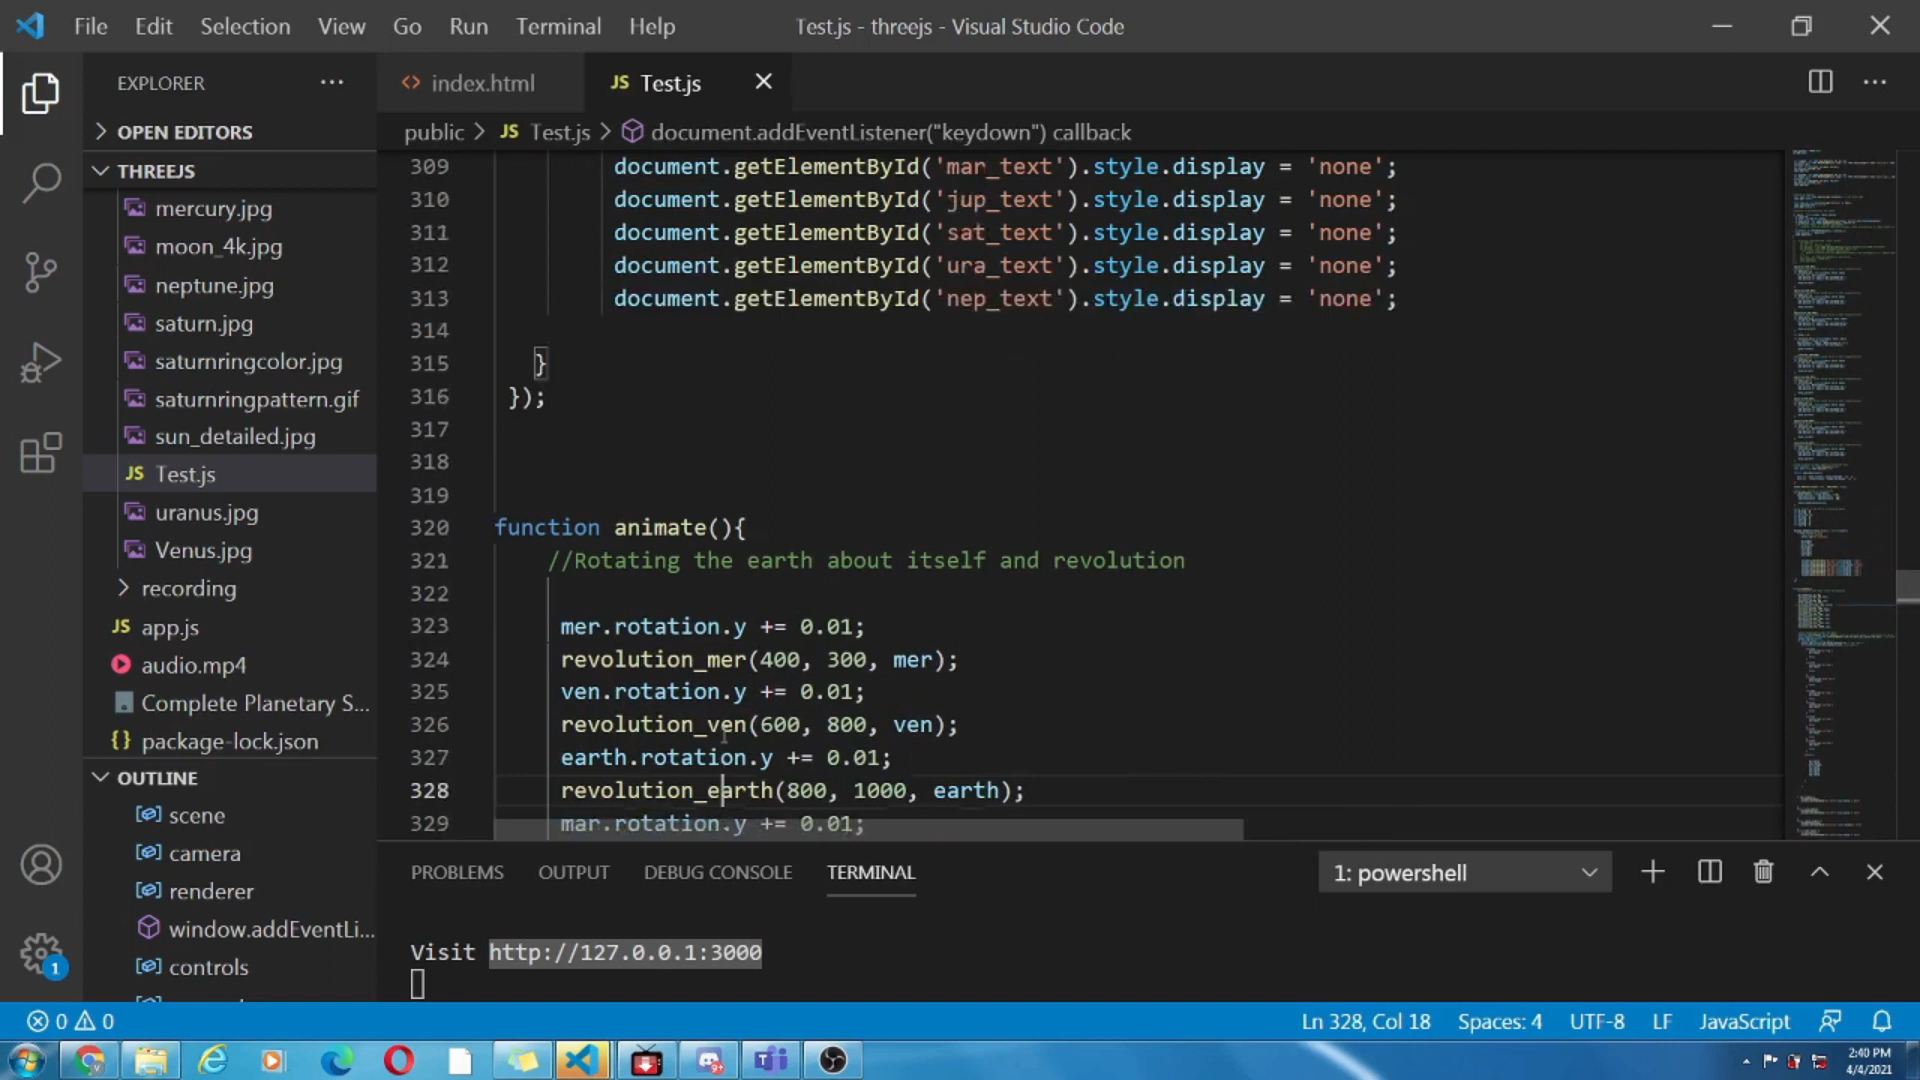 File Edit Selection View Go Run Terminal Help
Test.js - threejs - Visual Studio Code
EXPLORER
OPEN EDITORS
THREEJS
mercury.jpg
moon_4k.jpg
neptune.jpg
saturn.jpg
saturnringcolor.jpg
saturnringpattern.gif
sun_detailed.jpg
JS Test.js
uranus.jpg
Venus.jpg
recording
JS app.js
audio.mp4
Complete Planetary S...
{} package-lock.json
OUTLINE
scene
camera
renderer
window.addEventLi...
controls
1
<> index.html
JS Test.js
public > JS Test.js > document.addEventListener("keydown") callback
309 document.getElementById('mar_text').style.display = 'none';
310 document.getElementById('jup_text').style.display = 'none';
311 document.getElementById('sat_text').style.display = 'none';
312 document.getElementById('ura_text').style.display = 'none';
313 document.getElementById('nep_text').style.display = 'none';
314
315 }
316 });
317
318
319
320 function animate(){
321 //Rotating the earth about itself and revolution
322
323 mer.rotation.y += 0.01;
324 revolution_mer(400, 300, mer);
325 ven.rotation.y += 0.01;
326 revolution_ven(600, 800, ven);
327 earth.rotation.y += 0.01;
328 revolution_earth(800, 1000, earth);
329 mar.rotation.y += 0.01;
PROBLEMS OUTPUT DEBUG CONSOLE TERMINAL
1: powershell
Visit http://127.0.0.1:3000
0 0
Ln 328, Col 18 Spaces: 4 UTF-8 LF JavaScript
2:40 PM
4/4/2021